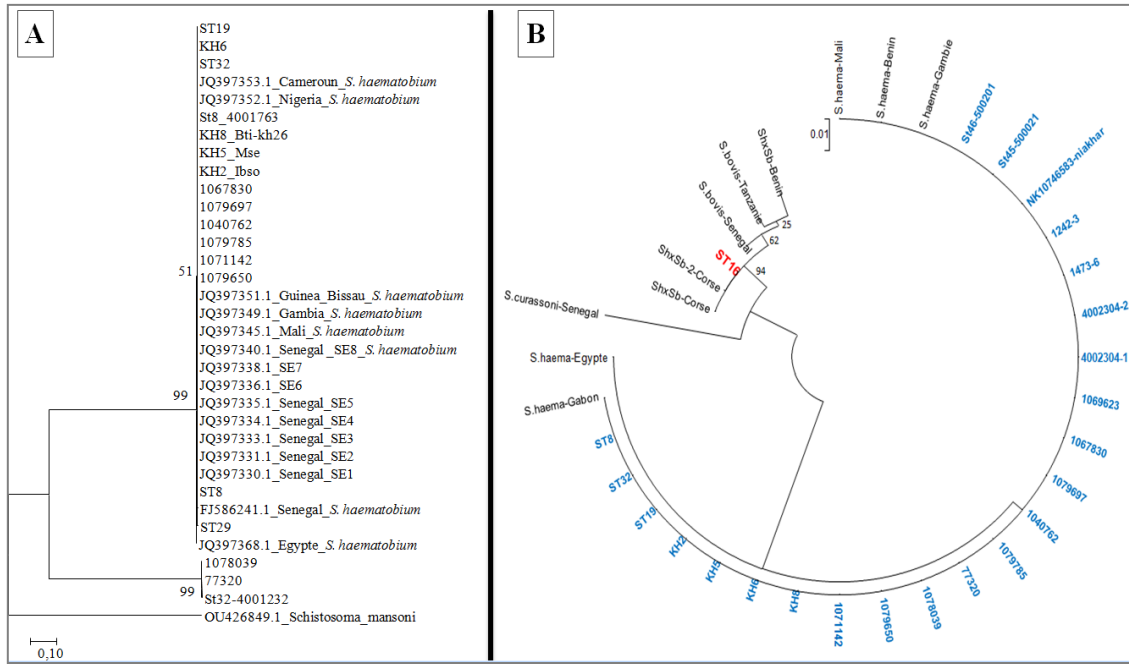 A
ST19
KH6
ST32
JQ397353.1_Cameroun_S. haematobium
JQ397352.1_Nigeria_S. haematobium
St8_4001763
KH8_Bti-kh26
KH5_Mse
KH2_Ibso
1067830
1079697
1040762
1079785
1071142
1079650
JQ397351.1_Guinea_Bissau_S. haematobium
JQ397349.1_Gambia_S. haematobium
JQ397345.1_Mali_S. haematobium
JQ397340.1_Senegal_SE8_S. haematobium
JQ397338.1_SE7
JQ397336.1_SE6
JQ397335.1_Senegal_SE5
JQ397334.1_Senegal_SE4
JQ397333.1_Senegal_SE3
JQ397331.1_Senegal_SE2
JQ397330.1_Senegal_SE1
ST8
FJ586241.1_Senegal_S. haematobium
ST29
JQ397368.1_Egypte_S. haematobium
1078039
77320
St32-4001232
OU426849.1_Schistosoma_mansoni
51
99
99
0,10
B
S.haema-Mali
S.haema-Benin
S.haema-Gambie
St46-500201
St45-500021
NK10746583-niakhar
1242-3
1473-6
4002304-2
4002304-1
1069623
1067830
1079697
1040762
1079785
77320
1078039
1079650
1071142
KH8
KH6
KH5
KH2
ST19
ST32
ST8
S.haema-Gabon
S.haema-Egypte
S.curassoni-Senegal
ShxSb-Corse
ShxSb-2-Corse
ST16
S.bovis-Senegal
S.bovis-Tanzanie
ShxSb-Benin
0.01
25
62
94